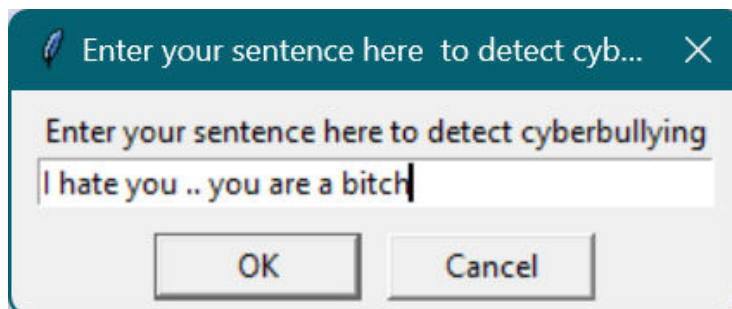 Enter your sentence here  to detect cyb...
Enter your sentence here to detect cyberbullying
I hate you .. you are a bitch
OK Cancel